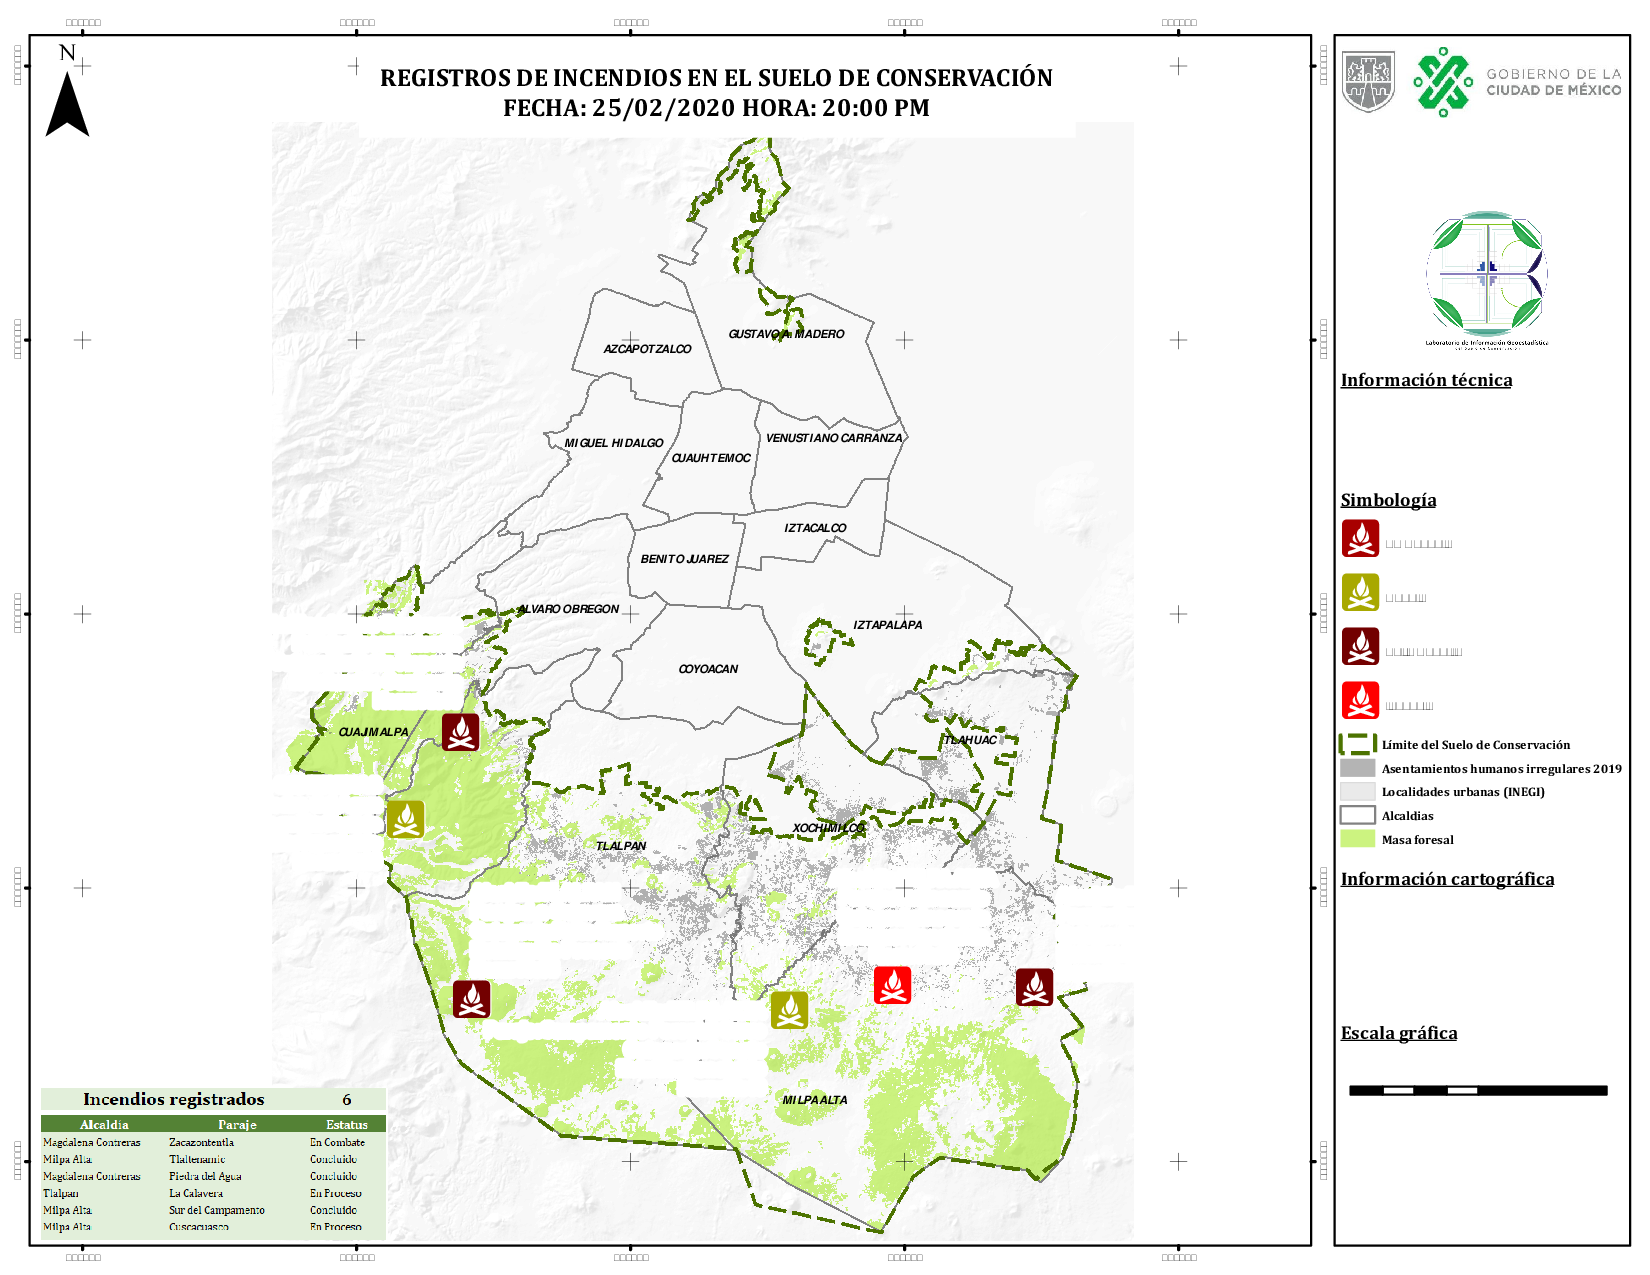 REGISTROS DE INCENDIOS EN EL SUELO DE CONSERVACIÓN
FECHA: 25/02/2020 HORA: 20:00 PM
N
GUSTAVO A. MADERO
AZCAPOTZALCO
MIGUEL HIDALGO
VENUSTIANO CARRANZA
CUAUHTEMOC
IZTACALCO
BENITO JUAREZ
ALVARO OBREGON
IZTAPALAPA
COYOACAN
CUAJIMALPA
TLAHUAC
XOCHIMILCO
TLALPAN
MILPA ALTA
Incendios registrados 6
Alcaldía Paraje Estatus
Magdalena Contreras Zacazontentla En Combate
Milpa Alta Tlaltenamic Concluido
Magdalena Contreras Piedra del Agua Concluido
Tlalpan La Calavera En Proceso
Milpa Alta Sur del Campamento Concluido
Milpa Alta Cuscacuasco En Proceso
GOBIERNO DE LA
CIUDAD DE MÉXICO
Laboratorio de Información Geoestadística
Información técnica
Simbología
Límite del Suelo de Conservación
Asentamientos humanos irregulares 2019
Localidades urbanas (INEGI)
Alcaldias
Masa foresal
Información cartográfica
Escala gráfica